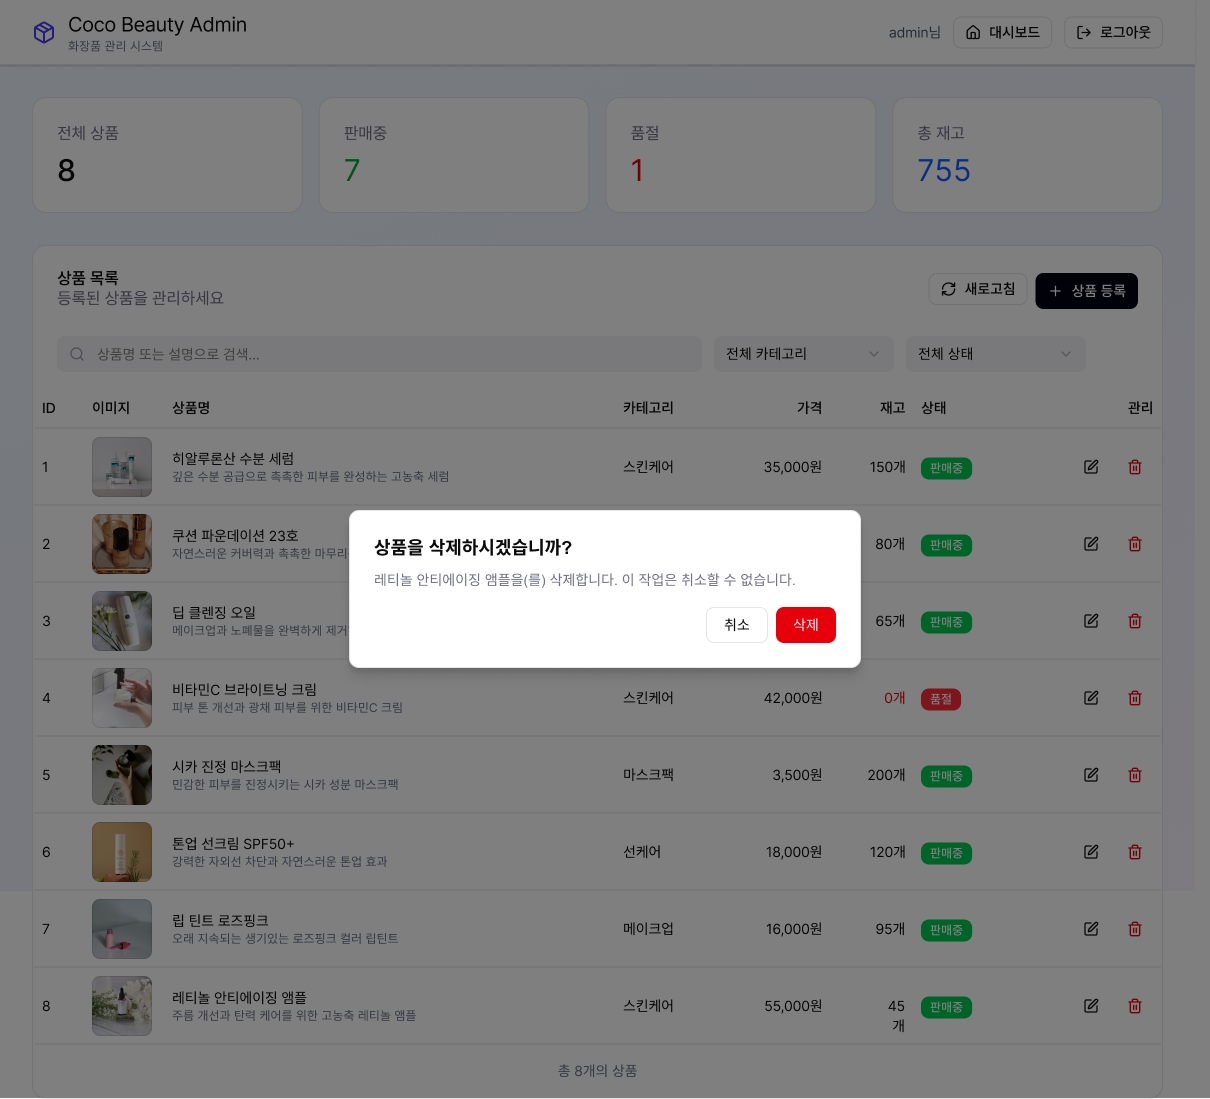 Coco Beauty Admin
화장품 관리 시스템
admin님
대시보드
로그아웃
전체 상품
8
판매중
7
품절
1
총 재고
755
상품 목록
등록된 상품을 관리하세요
새로고침
상품 등록
상품명 또는 설명으로 검색...
전체 카테고리
전체 상태
ID 이미지 상품명 카테고리 가격 재고 상태 관리
1 히알루론산 수분 세럼 스킨케어 35,000원 150개 판매중
깊은 수분 공급으로 촉촉한 피부를 완성하는 고농축 세럼
2 쿠션 파운데이션 23호 80개 판매중
자연스러운 커버력과 촉촉한 마무리
3 딥 클렌징 오일 65개 판매중
메이크업과 노폐물을 완벽하게 제거
상품을 삭제하시겠습니까?
레티놀 안티에이징 앰플을(를) 삭제합니다. 이 작업은 취소할 수 없습니다.
취소
삭제
4 비타민C 브라이트닝 크림 스킨케어 42,000원 0개 품절
피부 톤 개선과 광채 피부를 위한 비타민C 크림
5 시카 진정 마스크팩 마스크팩 3,500원 200개 판매중
민감한 피부를 진정시키는 시카 성분 마스크팩
6 톤업 선크림 SPF50+ 선케어 18,000원 120개 판매중
강력한 자외선 차단과 자연스러운 톤업 효과
7 립 틴트 로즈핑크 메이크업 16,000원 95개 판매중
오래 지속되는 생기있는 로즈핑크 컬러 립틴트
8 레티놀 안티에이징 앰플 스킨케어 55,000원 45개 판매중
주름 개선과 탄력 케어를 위한 고농축 레티놀 앰플
총 8개의 상품